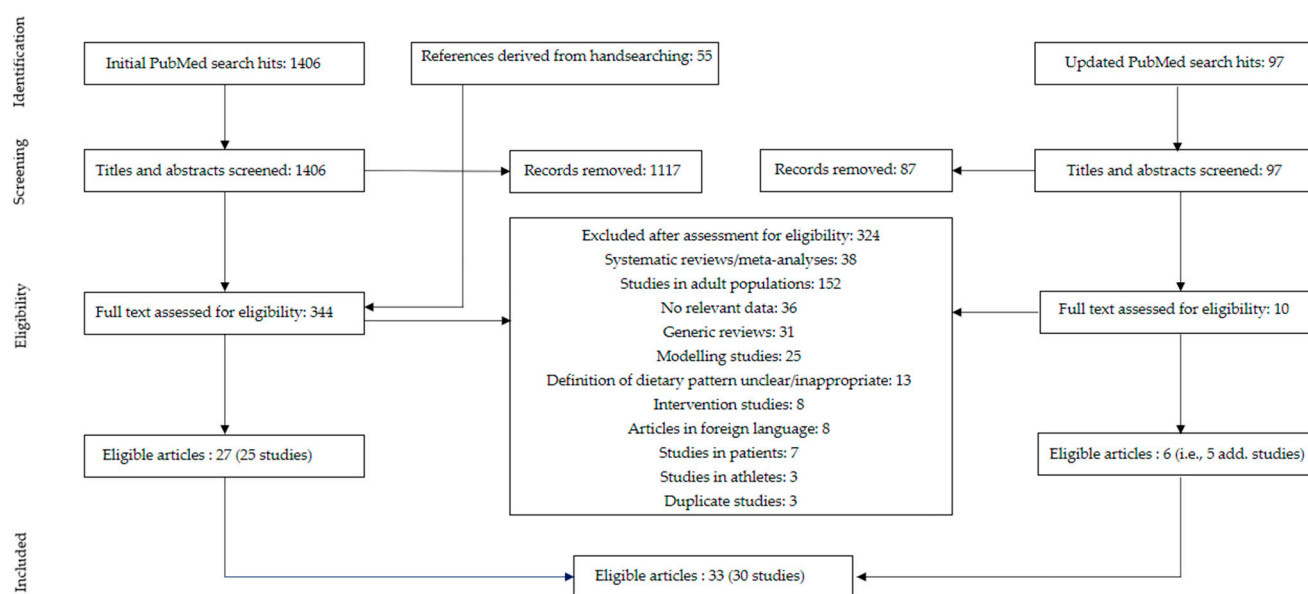 Identification
Initial PubMed search hits: 1406
References derived from handsearching: 55
Updated PubMed search hits: 97
Screening
Titles and abstracts screened: 1406
Records removed: 1117
Records removed: 87
Titles and abstracts screened: 97
Eligibility
Full text assessed for eligibility: 344
Excluded after assessment for eligibility: 324
Systematic reviews/meta-analyses: 38
Studies in adult populations: 152
No relevant data: 36
Generic reviews: 31
Modelling studies: 25
Definition of dietary pattern unclear/inappropriate: 13
Intervention studies: 8
Articles in foreign language: 8
Studies in patients: 7
Studies in athletes: 3
Duplicate studies: 3
Full text assessed for eligibility: 10
Eligible articles : 27 (25 studies)
Eligible articles : 6 (i.e., 5 add. studies)
Included
Eligible articles : 33 (30 studies)